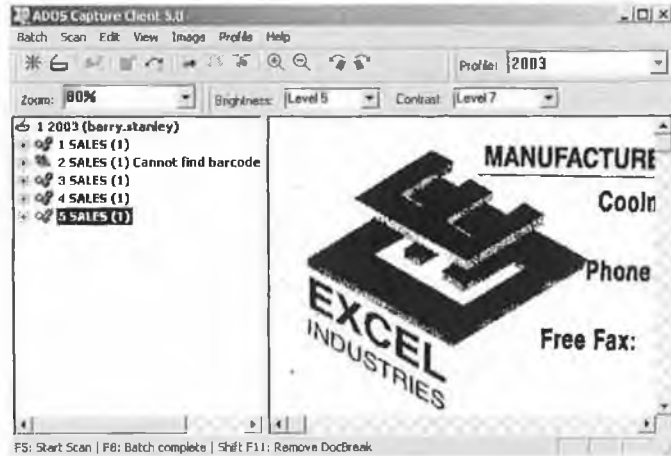 ADOS Capture Client 5.0
Batch Scan Edit View Image Profile Help
Profile: 2003
Zoom: 80% Brightness: Level 5 Contrast: Level 7
1 2003 (barry.stanley)
1 SALES (1)
2 SALES (1) Cannot find barcode
3 SALES (1)
4 SALES (1)
5 SALES (1)
MANUFACTURE
Cooln
Phone
Free Fax:
EXCEL
INDUSTRIES
F5: Start Scan | F8: Batch complete | Shift F11: Remove DocBreak